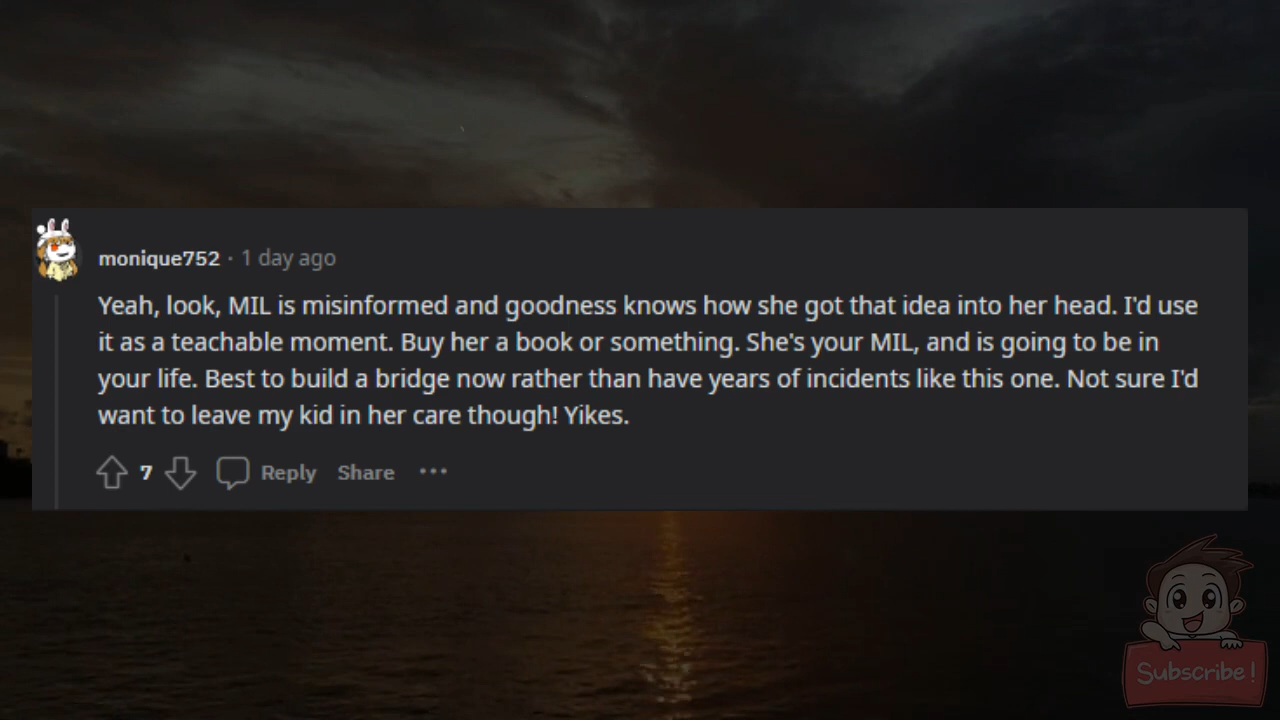 monique752 · 1 day ago
Yeah, look, MIL is misinformed and goodness knows how she got that idea into her head. I'd use
it as a teachable moment. Buy her a book or something. She's your MIL, and is going to be in
your life. Best to build a bridge now rather than have years of incidents like this one. Not sure I'd
want to leave my kid in her care though! Yikes.
7 Reply Share ···
Subscribe!